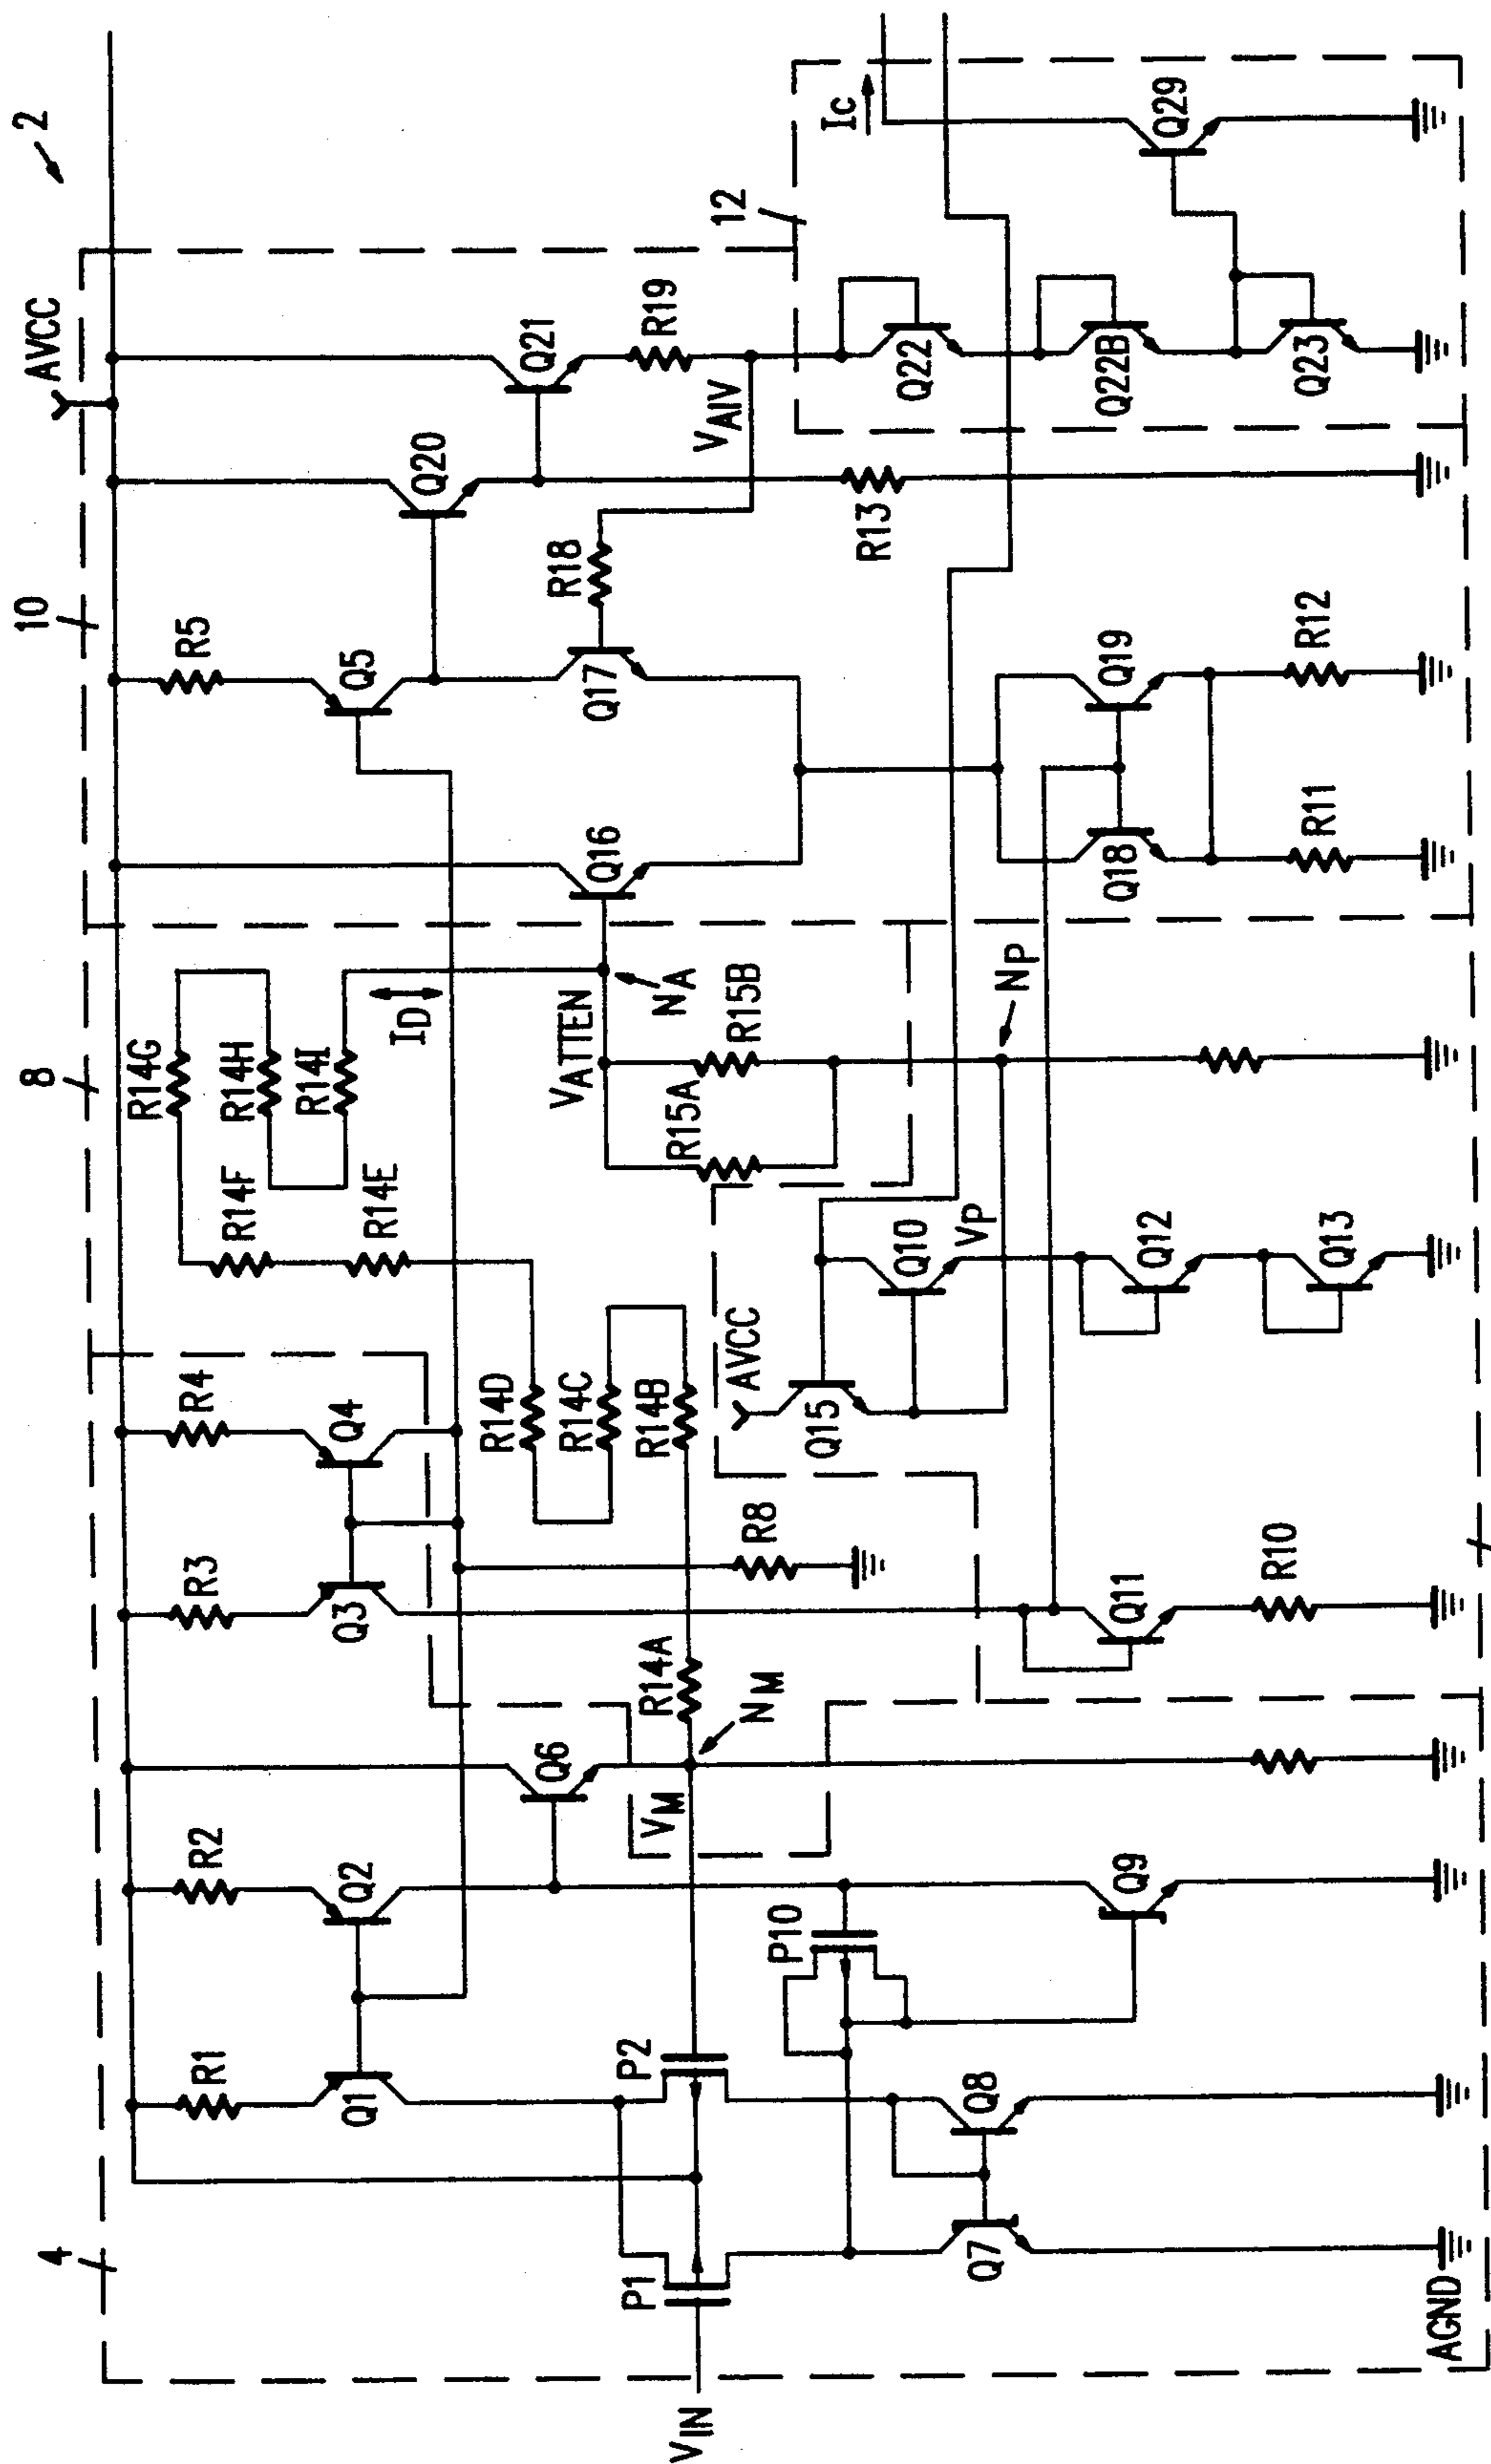 2
AVCC
10
8
4
12
R1
R2
R3
R4
R5
Q1
Q2
Q3
Q4
Q5
Q20
Q21
R19
VAIV
R18
Q17
Q16
Q6
VM
NM
R14A
R14B
R14C
R14D
R14E
R14F
R14G
R14H
R14I
ID
VATTEN
NA
R15A
R15B
NP
R8
AVCC
Q15
Q10
VP
Q12
Q13
Q11
R10
Q18
Q19
R11
R12
R13
IC
Q22
Q22B
Q23
Q29
VIN
P1
P2
P10
Q7
Q8
Q9
AGND